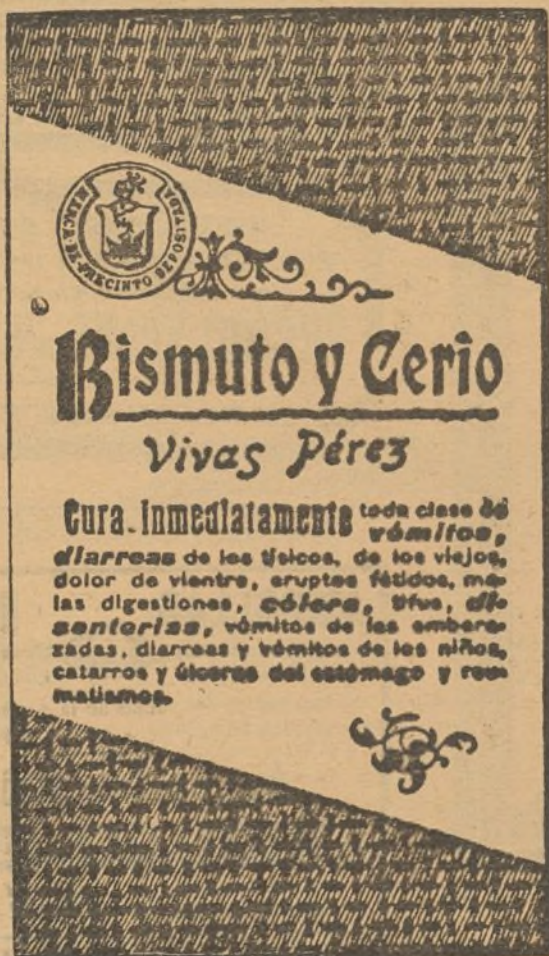 MARCA DE PRECINTO DEPOSITADA
Bismuto y Cerio
Vivas Pérez
Cura Inmediatamente toda clase de
vómitos,
diarreas de los tísicos, de los viejos,
dolor de vientre, eruptos fétidos, ma-
las digestiones, cólera, tifus, di-
senterias, vómitos de las embara-
zadas, diarreas y vómitos de los niños,
catarros y úlceras del estómago y reu-
matismos.